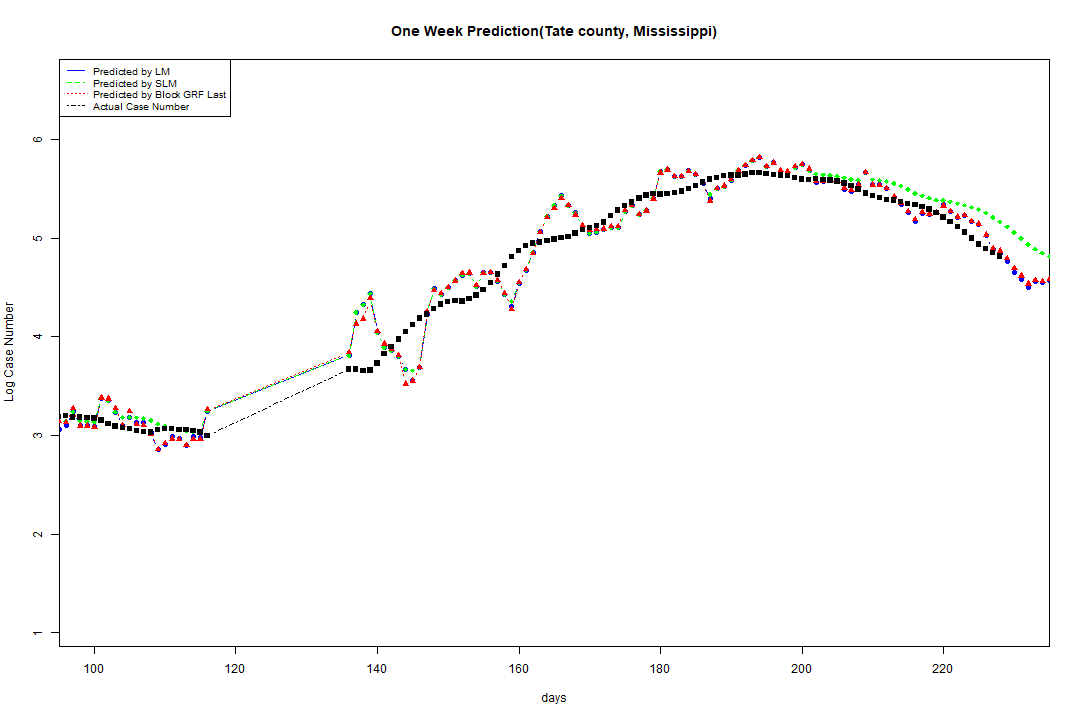 One Week Prediction(Tate county, Mississippi)
Predicted by LM
Predicted by SLM
Predicted by Block GRF Last
Actual Case Number
Log Case Number
6
5
4
3
2
1
100 120 140 160 180 200 220
days